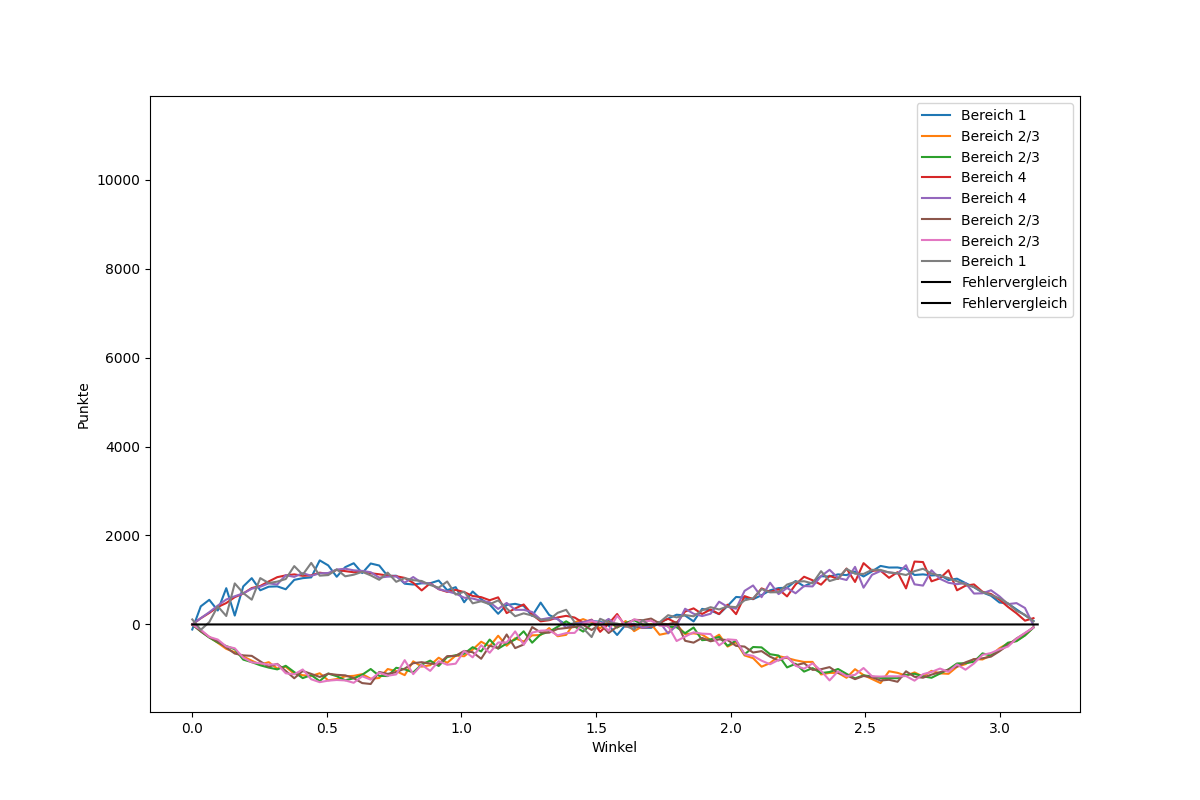 Bereich 1
Bereich 2/3
Bereich 2/3
Bereich 4
Bereich 4
Bereich 2/3
Bereich 2/3
Bereich 1
Fehlervergleich
Fehlervergleich
10000
8000
6000
4000
2000
0
Punkte
0.0 0.5 1.0 1.5 2.0 2.5 3.0
Winkel